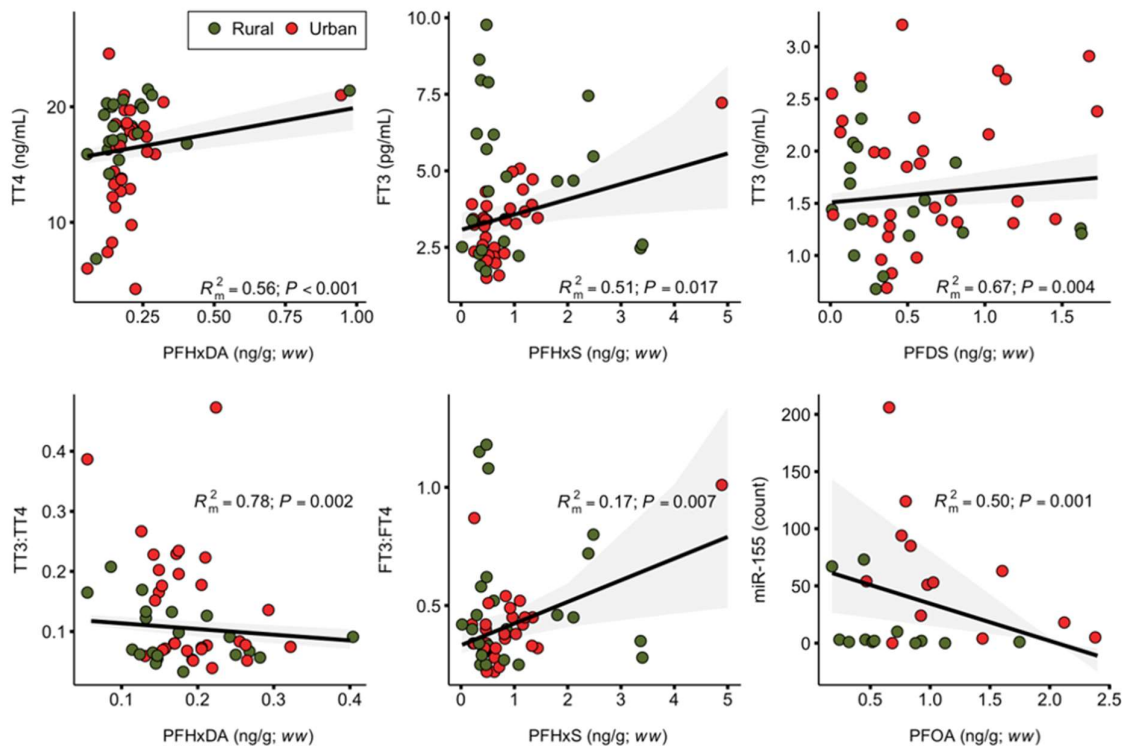 Rural Urban
TT4 (ng/mL)
20
10
0.25 0.50 0.75 1.00
R²m = 0.56; P < 0.001
PFHxDA (ng/g; ww)
FT3 (pg/mL)
10.0
7.5
5.0
2.5
0 1 2 3 4 5
R²m = 0.51; P = 0.017
PFHxS (ng/g; ww)
TT3 (ng/mL)
3.0
2.5
2.0
1.5
1.0
0.0 0.5 1.0 1.5
R²m = 0.67; P = 0.004
PFDS (ng/g; ww)
TT3:TT4
0.4
0.3
0.2
0.1
0.1 0.2 0.3 0.4
R²m = 0.78; P = 0.002
PFHxDA (ng/g; ww)
FT3:FT4
1.0
0.5
0 1 2 3 4 5
R²m = 0.17; P = 0.007
PFHxS (ng/g; ww)
miR-155 (count)
200
150
100
50
0
0.5 1.0 1.5 2.0 2.5
R²m = 0.50; P = 0.001
PFOA (ng/g; ww)